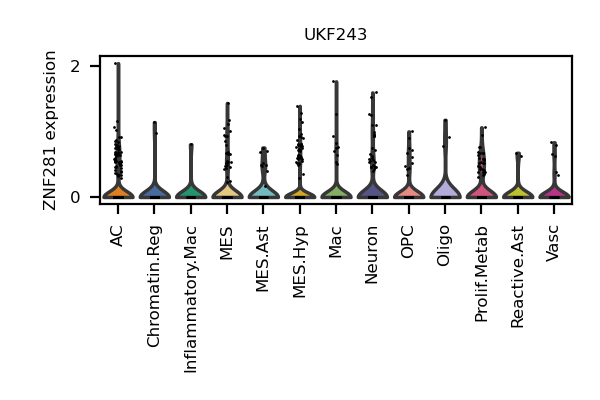 UKF243
ZNF281 expression
2
0
AC
Chromatin.Reg
Inflammatory.Mac
MES
MES.Ast
MES.Hyp
Mac
Neuron
OPC
Oligo
Prolif.Metab
Reactive.Ast
Vasc